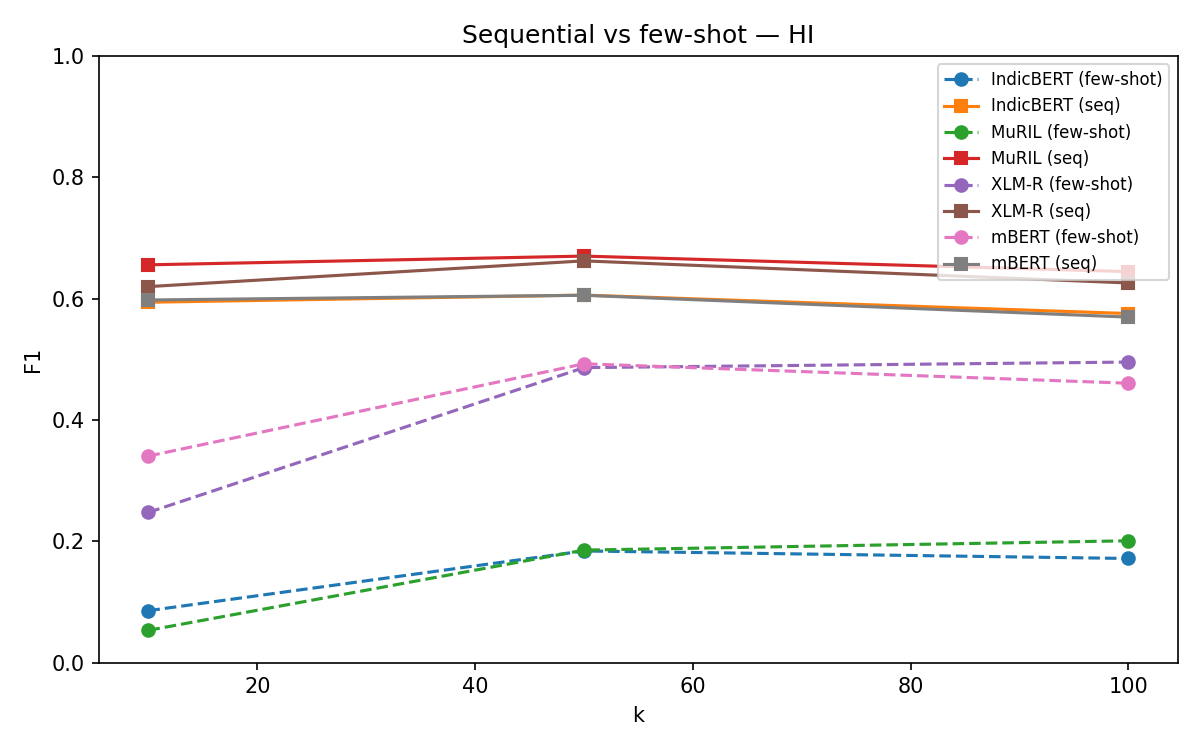 Sequential vs few-shot — HI
1.0
0.8
0.6
0.4
0.2
0.0
F1
IndicBERT (few-shot)
IndicBERT (seq)
MuRIL (few-shot)
MuRIL (seq)
XLM-R (few-shot)
XLM-R (seq)
mBERT (few-shot)
mBERT (seq)
20 40 60 80 100
k